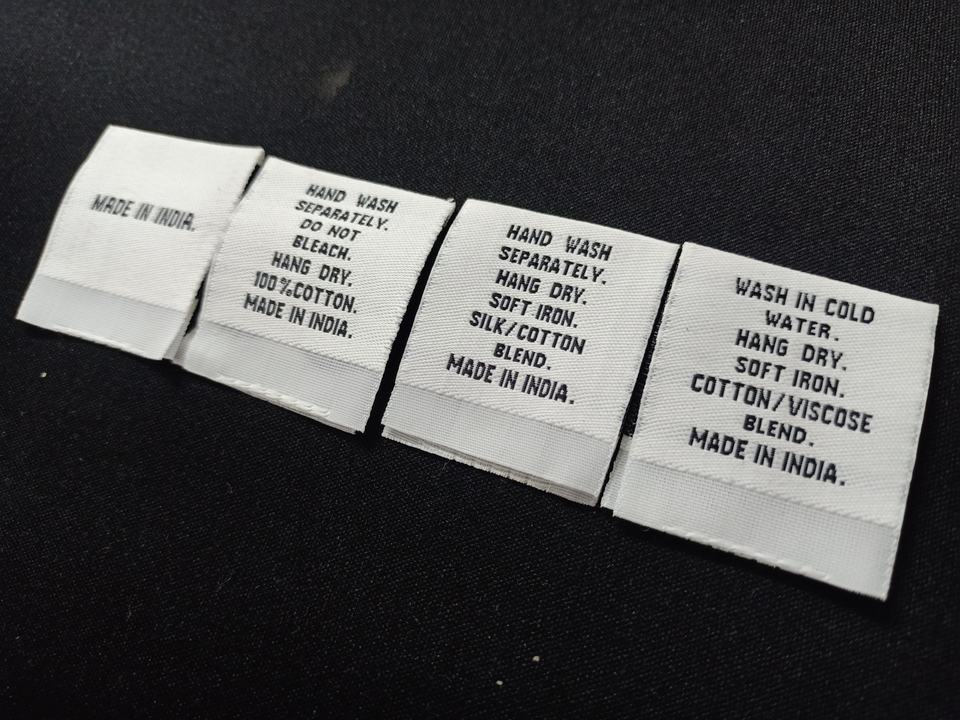 MADE IN INDIA.
HAND WASH
SEPARATELY.
DO NOT
BLEACH.
HANG DRY.
100%COTTON.
MADE IN INDIA.
HAND WASH
SEPARATELY.
HANG DRY.
SOFT IRON.
SILK/COTTON
BLEND.
MADE IN INDIA.
WASH IN COLD
WATER.
HANG DRY.
SOFT IRON.
COTTON/VISCOSE
BLEND.
MADE IN INDIA.